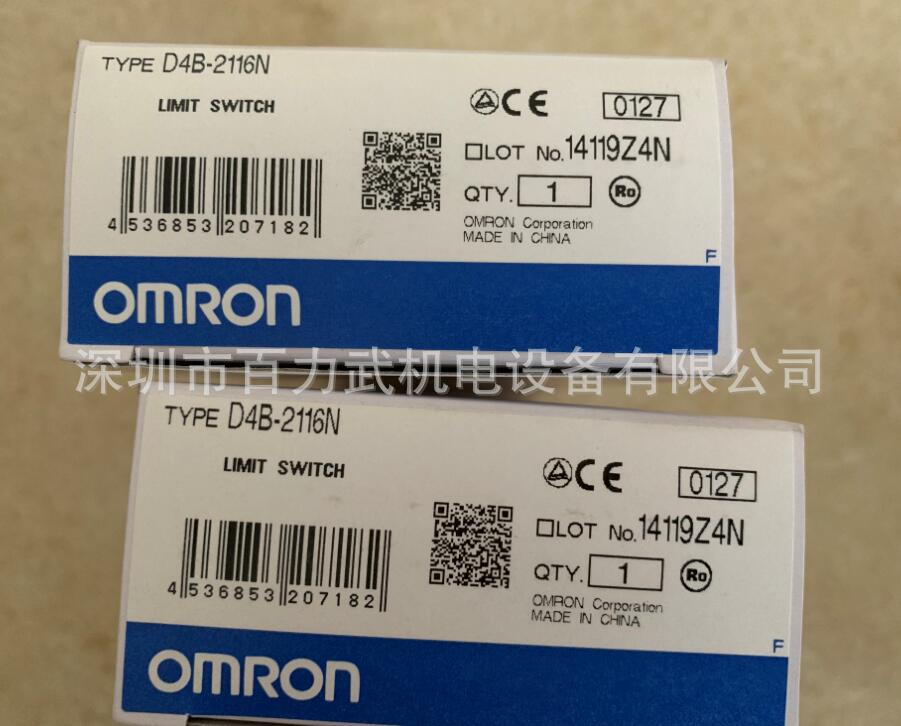 TYPE D4B-2116N
LIMIT SWITCH
CE
0127
LOT No. 14119Z4N
QTY. 1
4 536853 207182
OMRON Corporation
MADE IN CHINA
F
OMRON
深圳市百力武机电设备有限公司
TYPE D4B-2116N
LIMIT SWITCH
CE
0127
LOT No. 14119Z4N
QTY. 1
4 536853 207182
OMRON Corporation
MADE IN CHINA
F
OMRON